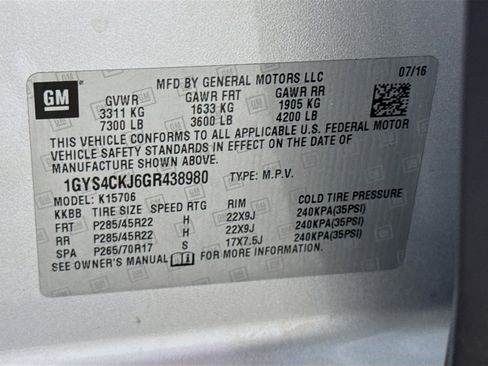 MFD BY GENERAL MOTORS LLC 07/16
GM
GVWR GAWR FRT GAWR RR
3311 KG 1633 KG 1905 KG
7300 LB 3600 LB 4200 LB
THIS VEHICLE CONFORMS TO ALL APPLICABLE U.S. FEDERAL MOTOR
VEHICLE SAFETY STANDARDS IN EFFECT ON THE DATE OF
MANUFACTURE SHOWN ABOVE.
1GYS4CKJ6GR438980 TYPE: M.P.V.
MODEL: K15706
KKBB TIRE SIZE SPEED RTG RIM COLD TIRE PRESSURE
FRT P285/45R22 H 22X9J 240KPA(35PSI)
RR P285/45R22 H 22X9J 240KPA(35PSI)
SPA P265/70R17 S 17X7.5J 240KPA(35PSI)
SEE OWNER'S MANUAL FOR MORE INFORMATION.